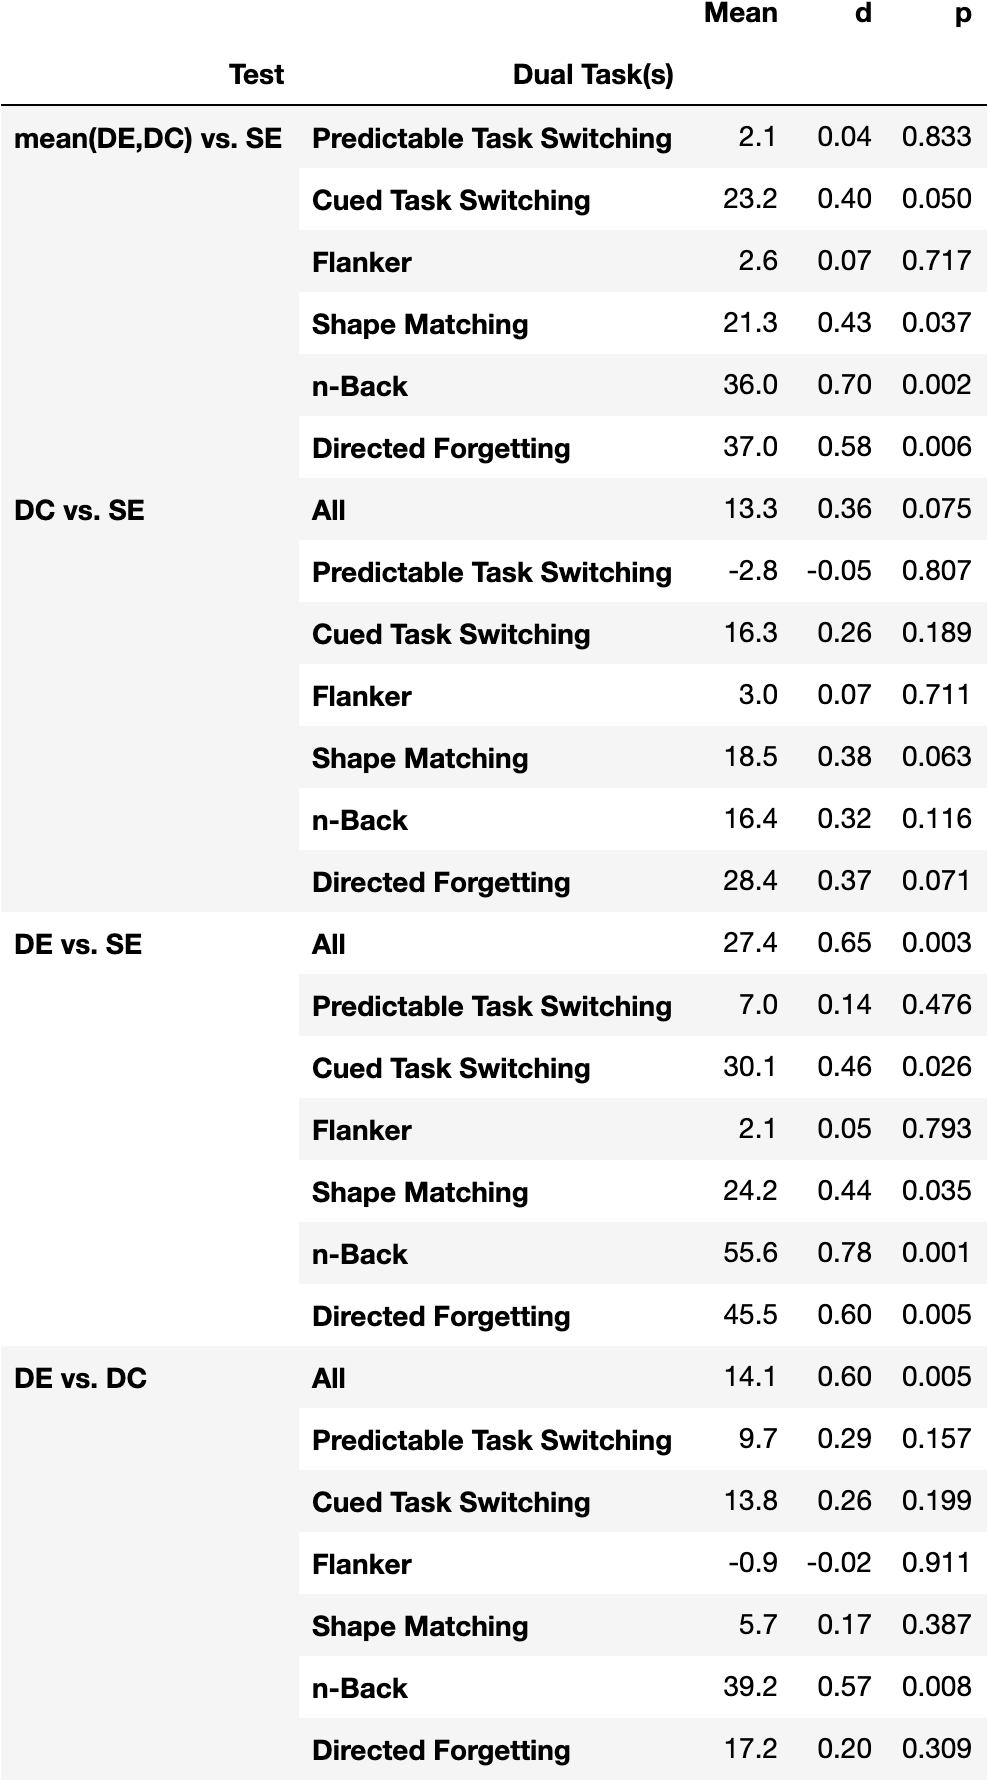 Mean d p
Test Dual Task(s)
mean(DE,DC) vs. SE Predictable Task Switching 2.1 0.04 0.833
Cued Task Switching 23.2 0.40 0.050
Flanker 2.6 0.07 0.717
Shape Matching 21.3 0.43 0.037
n-Back 36.0 0.70 0.002
Directed Forgetting 37.0 0.58 0.006
DC vs. SE All 13.3 0.36 0.075
Predictable Task Switching -2.8 -0.05 0.807
Cued Task Switching 16.3 0.26 0.189
Flanker 3.0 0.07 0.711
Shape Matching 18.5 0.38 0.063
n-Back 16.4 0.32 0.116
Directed Forgetting 28.4 0.37 0.071
DE vs. SE All 27.4 0.65 0.003
Predictable Task Switching 7.0 0.14 0.476
Cued Task Switching 30.1 0.46 0.026
Flanker 2.1 0.05 0.793
Shape Matching 24.2 0.44 0.035
n-Back 55.6 0.78 0.001
Directed Forgetting 45.5 0.60 0.005
DE vs. DC All 14.1 0.60 0.005
Predictable Task Switching 9.7 0.29 0.157
Cued Task Switching 13.8 0.26 0.199
Flanker -0.9 -0.02 0.911
Shape Matching 5.7 0.17 0.387
n-Back 39.2 0.57 0.008
Directed Forgetting 17.2 0.20 0.309